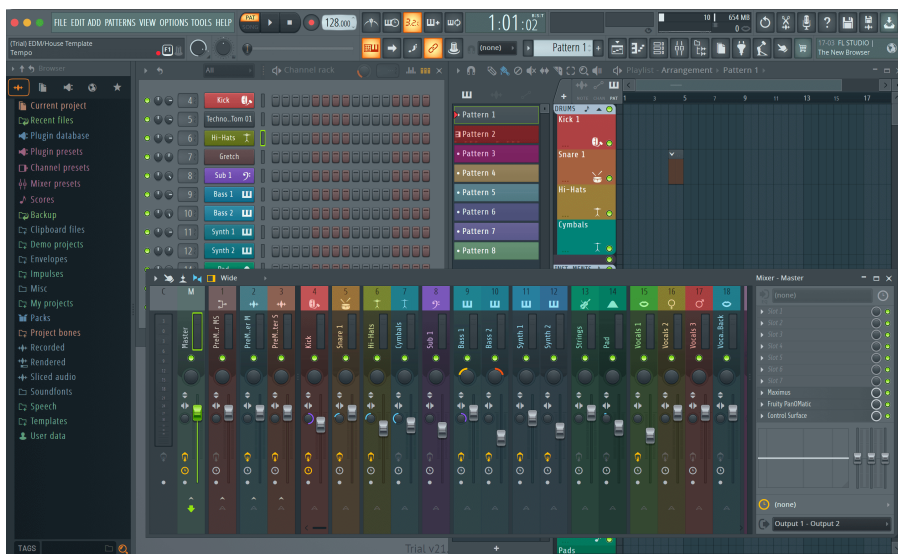 FILE EDIT ADD PATTERNS VIEW OPTIONS TOOLS HELP
PAT
128.000
3.2:
1:01:02
10
654 MB
0
(Trial) EDM/House Template
Tempo
(none)
Pattern 1
17-03 FL STUDIO |
The New Browser
Browser
All
Channel rack
Playlist - Arrangement › Pattern 1
Current project
Recent files
Plugin database
Plugin presets
Channel presets
Mixer presets
Scores
Backup
Clipboard files
Demo projects
Envelopes
Impulses
Misc
My projects
Packs
Project bones
Recorded
Rendered
Sliced audio
Soundfonts
Speech
Templates
User data
TAGS
4 Kick
5 Techno..Tom 01
6 Hi-Hats
7 Gretch
8 Sub 1
9 Bass 1
10 Bass 2
11 Synth 1
12 Synth 2
Pattern 1
Pattern 2
Pattern 3
Pattern 4
Pattern 5
Pattern 6
Pattern 7
Pattern 8
1 3 5 7 9 11 13 15 17
DRUMS
Kick 1
Snare 1
Hi-Hats
Cymbals
Wide
C M 1 2 3 4 5 6 7 8 9 10 11 12 13 14 15 16 17 18
Master
PreM..r MS
PreM..er M
PreM..ter S
Kick
Snare 1
Hi-Hats
Cymbals
Sub 1
Bass 1
Bass 2
Synth 1
Synth 2
Strings
Pad
Vocals 1
Vocals 2
Vocals 3
Voca..Back
Mixer - Master
(none)
Slot 1
Slot 2
Slot 3
Slot 4
Slot 5
Slot 6
Slot 7
Maximus
Fruity PanOMatic
Control Surface
(none)
Output 1 - Output 2
Trial v21
Pads